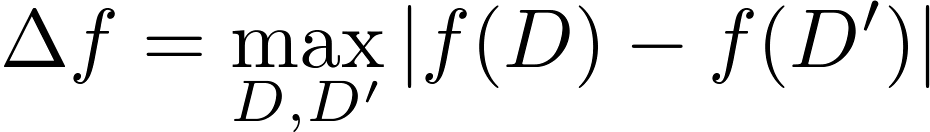 Δf = max_{D,D′} |f(D) − f(D′)|